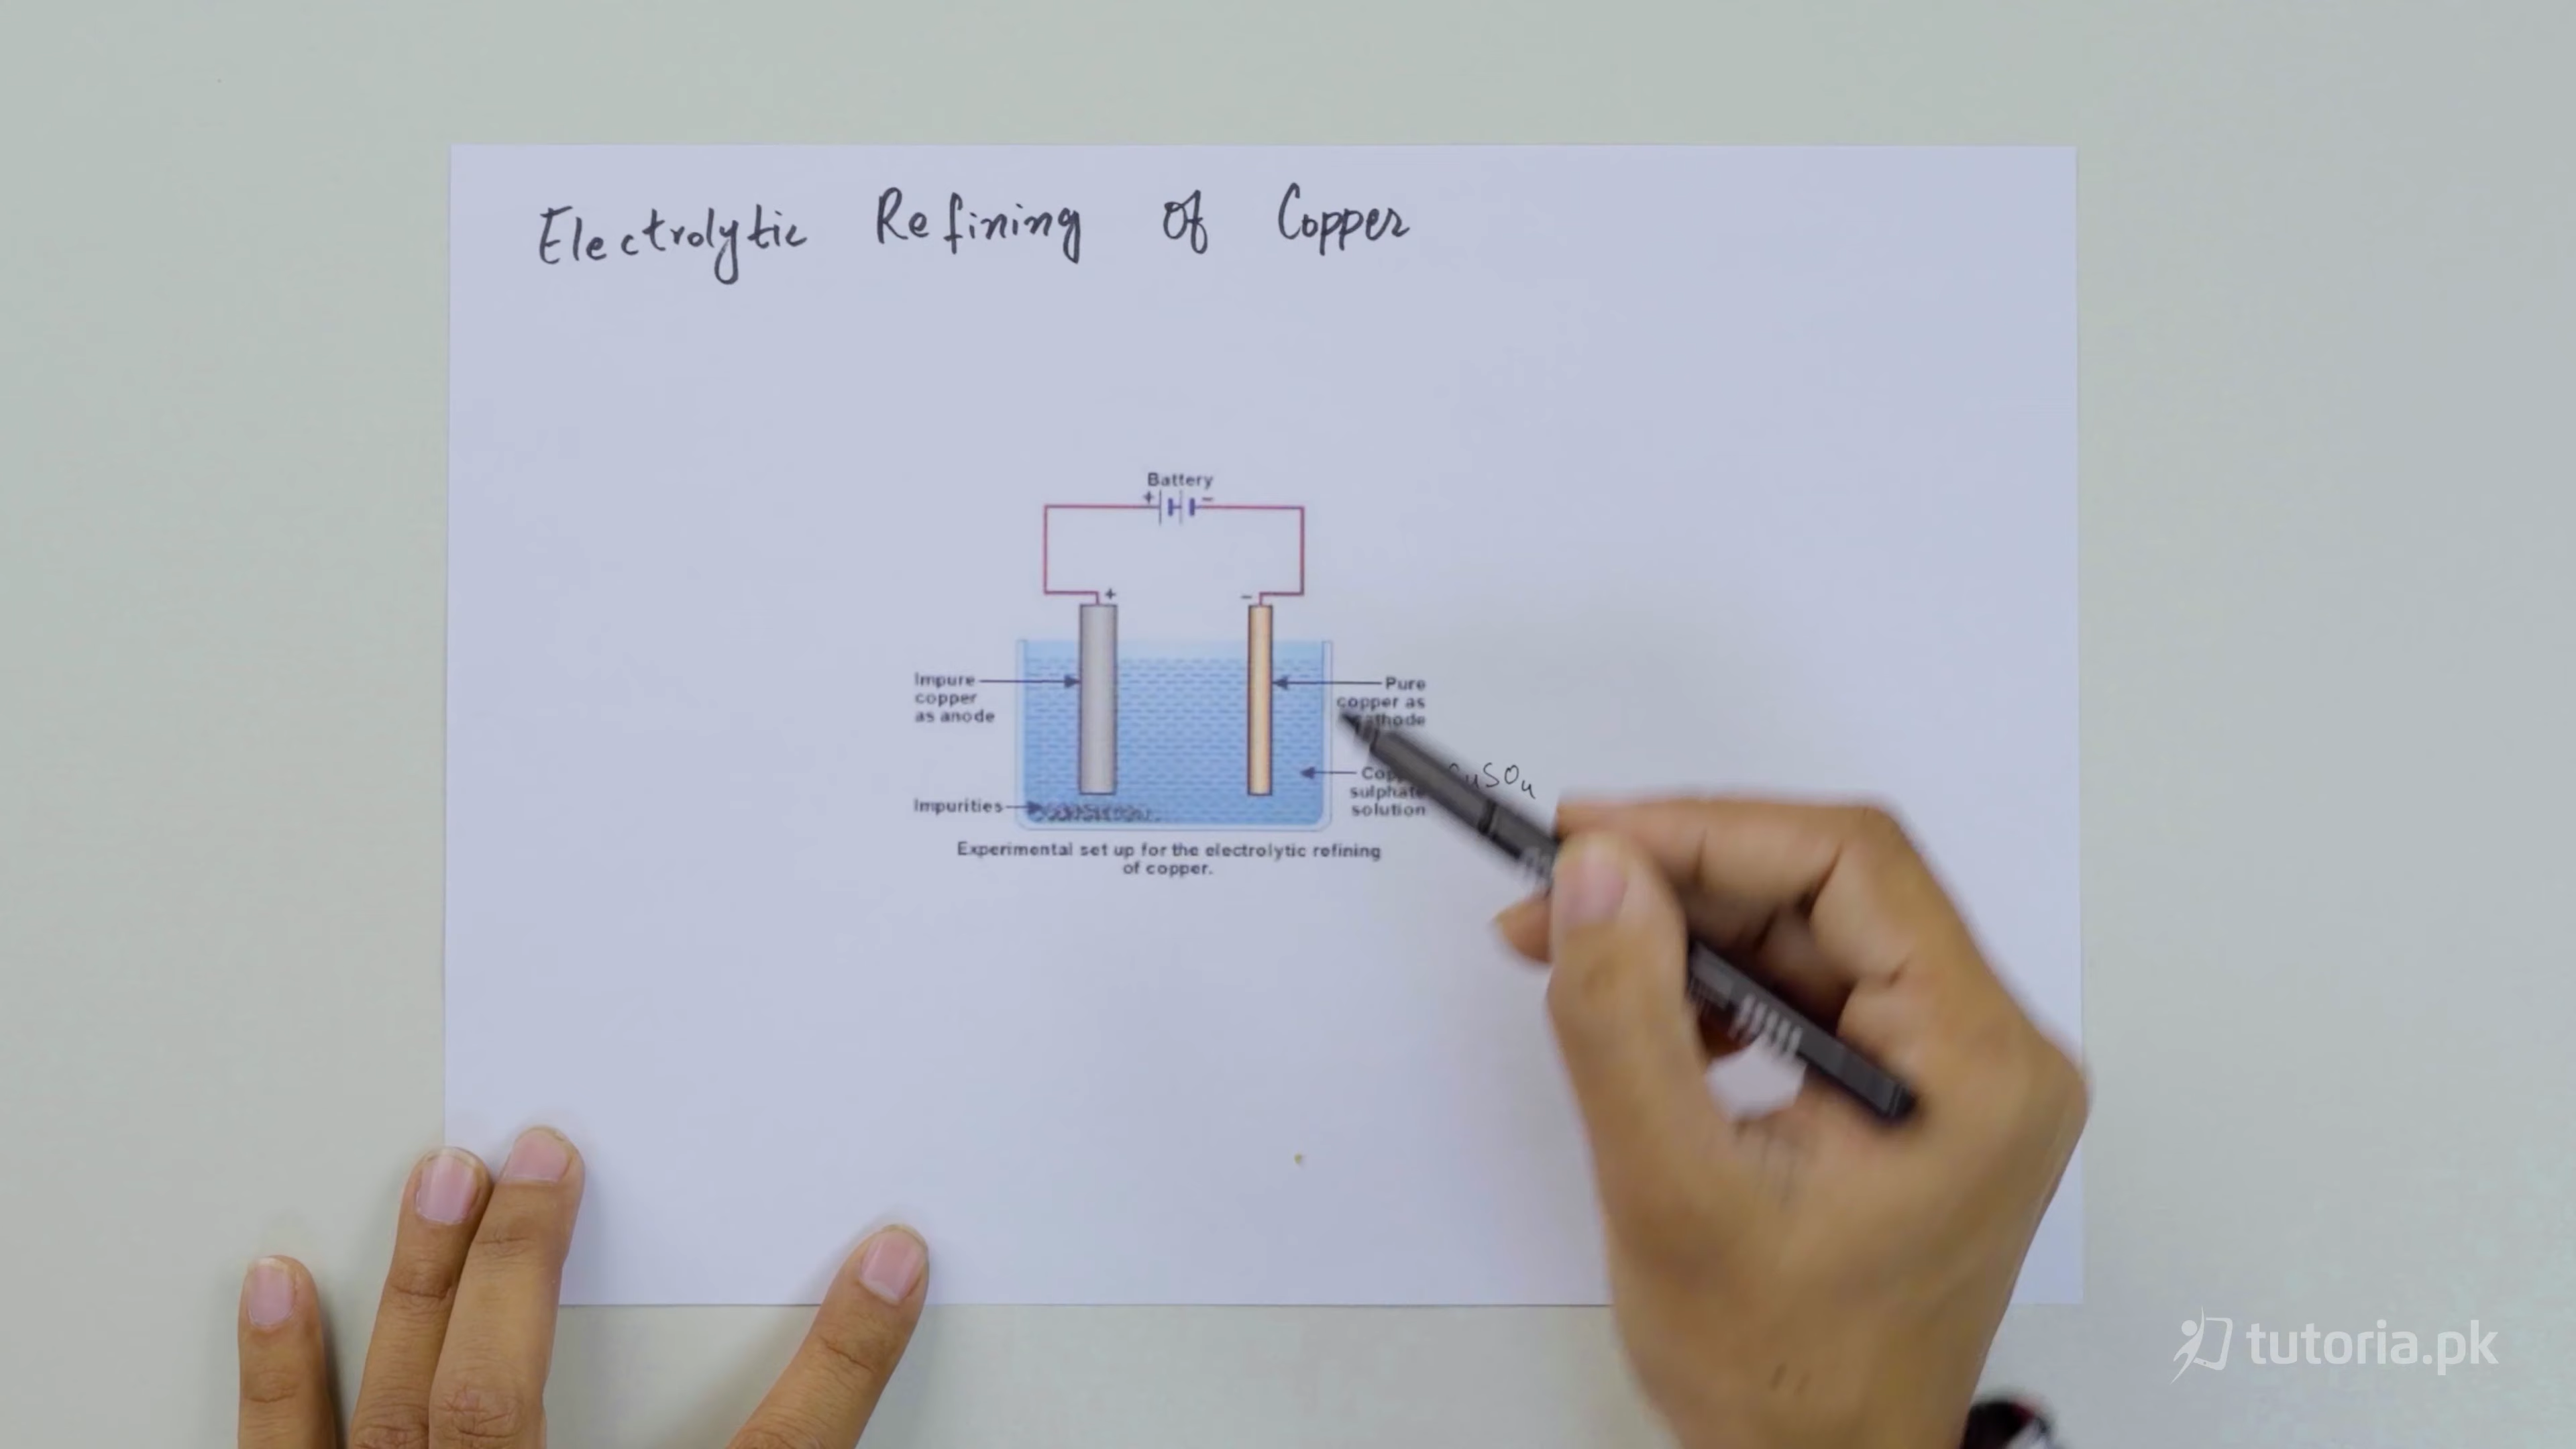 Electrolytic Refining Of Copper
Battery
+ -
+ -
Impure
copper
as anode
Pure
copper as
cathode
CuSO4
sulphate
solution
Impurities
Experimental set up for the electrolytic refining
of copper.
tutoria.pk